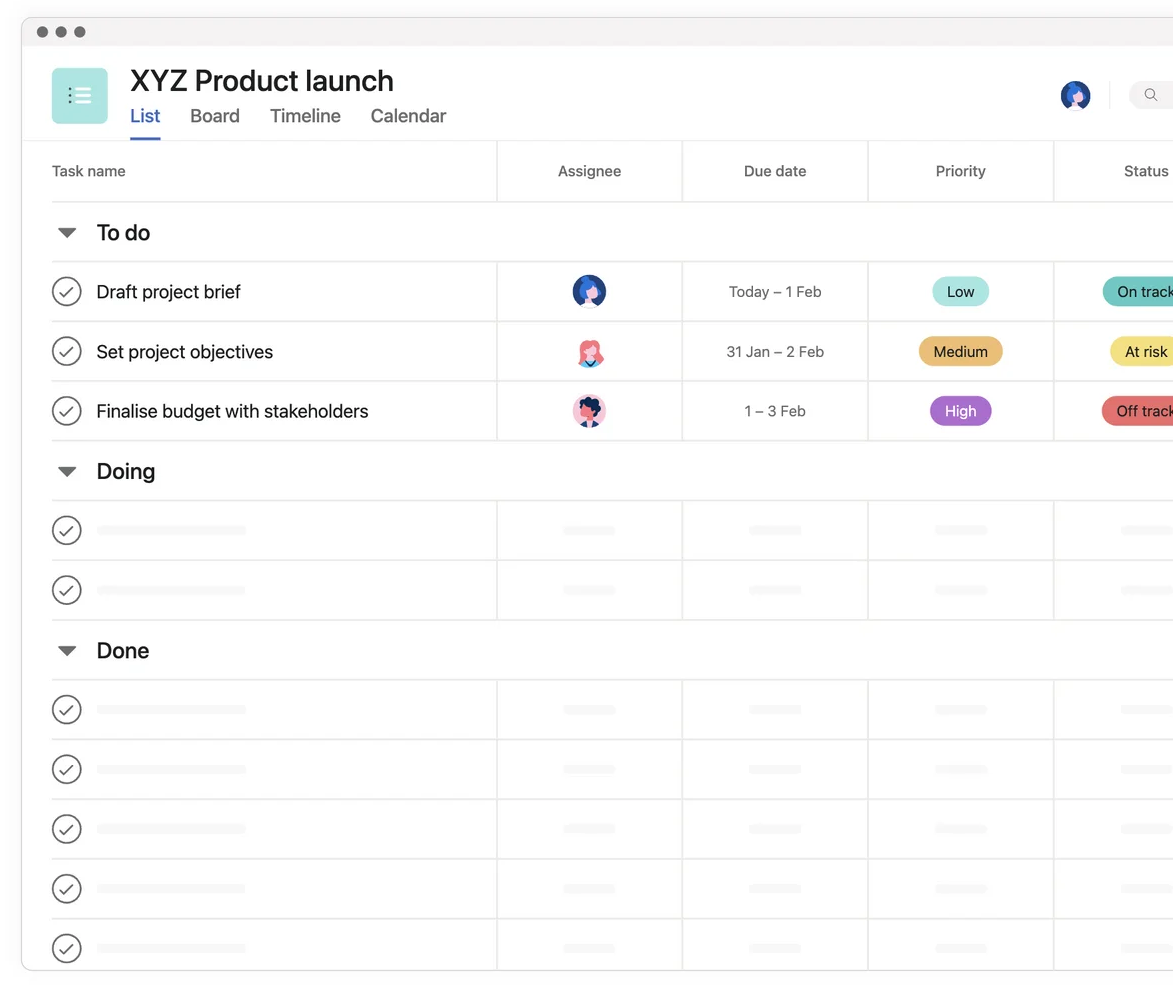 XYZ Product launch
List Board Timeline Calendar
Task name Assignee Due date Priority Status
To do
Draft project brief Today – 1 Feb Low On track
Set project objectives 31 Jan – 2 Feb Medium At risk
Finalise budget with stakeholders 1 – 3 Feb High Off track
Doing
Done